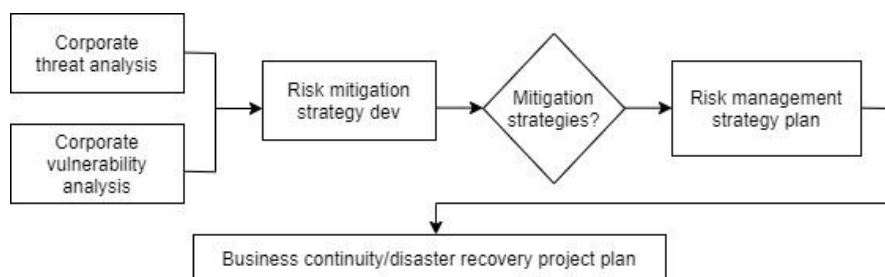 Corporate
threat analysis
Corporate
vulnerability
analysis
Risk mitigation
strategy dev
Mitigation
strategies?
Risk management
strategy plan
Business continuity/disaster recovery project plan